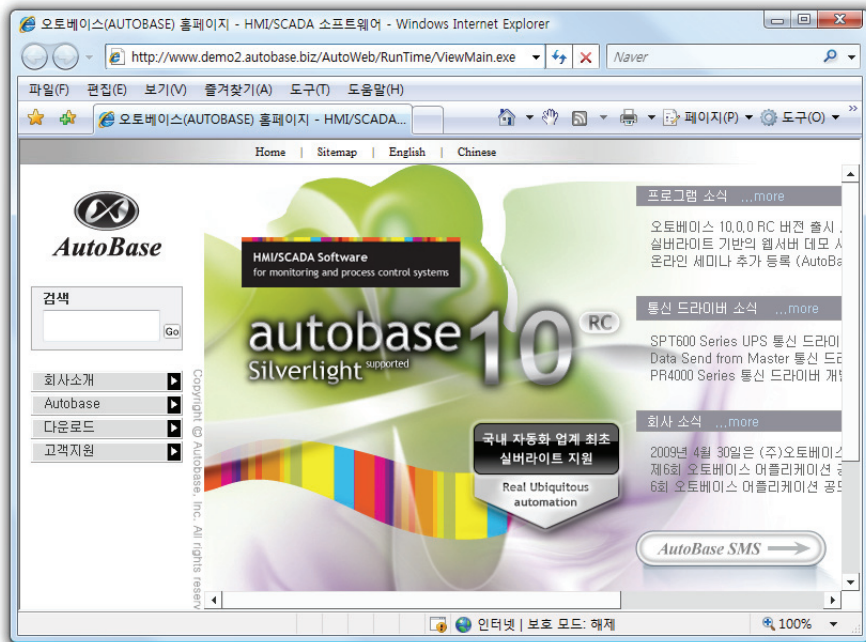 오토베이스(AUTOBASE) 홈페이지 - HMI/SCADA 소프트웨어 - Windows Internet Explorer
http://www.demo2.autobase.biz/AutoWeb/RunTime/ViewMain.exe
Naver
파일(F) 편집(E) 보기(V) 즐겨찾기(A) 도구(T) 도움말(H)
오토베이스(AUTOBASE) 홈페이지 - HMI/SCADA...
페이지(P) 도구(O)
Home | Sitemap | English | Chinese
AutoBase
검색
Go
회사소개
Autobase
다운로드
고객지원
Copyright © Autobase, Inc. All rights reserv
HMI/SCADA Software
for monitoring and process control systems
autobase 10 RC
Silverlight supported
국내 자동화 업계 최초
실버라이트 지원
Real Ubiquitous
automation
프로그램 소식 ...more
오토베이스 10,0,0 RC 버전 출시
실버라이트 기반의 웹서버 데모
온라인 세미나 추가 등록 (AutoBa
통신 드라이버 소식 ...more
SPT600 Series UPS 통신 드라이
Data Send from Master 통신
PR4000 Series 통신 드라이버
회사 소식 ...more
2009년 4월 30일은 (주)오토베이스
제6회 오토베이스 어플리케이션
6회 오토베이스 어플리케이션
AutoBase SMS
인터넷 | 보호 모드: 해제
100%